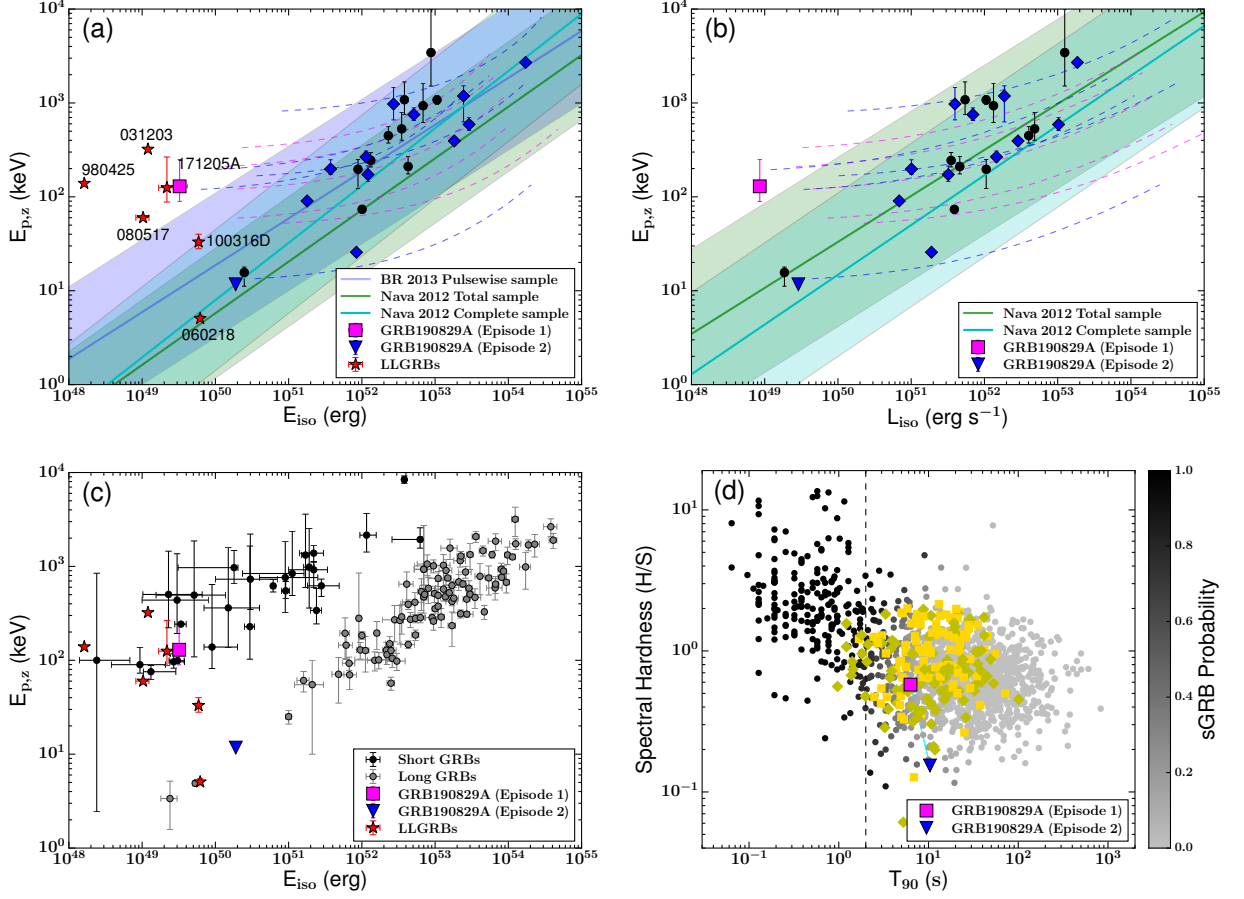 (a)
10⁴
10³
10²
10¹
10⁰
E_p,z (keV)
031203
980425
171205A
080517
100316D
060218
BR 2013 Pulsewise sample
Nava 2012 Total sample
Nava 2012 Complete sample
GRB190829A (Episode 1)
GRB190829A (Episode 2)
LLGRBs
10⁴⁸ 10⁴⁹ 10⁵⁰ 10⁵¹ 10⁵² 10⁵³ 10⁵⁴ 10⁵⁵
E_iso (erg)
(b)
10⁴
10³
10²
10¹
10⁰
E_p,z (keV)
Nava 2012 Total sample
Nava 2012 Complete sample
GRB190829A (Episode 1)
GRB190829A (Episode 2)
10⁴⁸ 10⁴⁹ 10⁵⁰ 10⁵¹ 10⁵² 10⁵³ 10⁵⁴ 10⁵⁵
L_iso (erg s⁻¹)
(c)
10⁴
10³
10²
10¹
10⁰
E_p,z (keV)
Short GRBs
Long GRBs
GRB190829A (Episode 1)
GRB190829A (Episode 2)
LLGRBs
10⁴⁸ 10⁴⁹ 10⁵⁰ 10⁵¹ 10⁵² 10⁵³ 10⁵⁴ 10⁵⁵
E_iso (erg)
(d)
10¹
10⁰
10⁻¹
Spectral Hardness (H/S)
GRB190829A (Episode 1)
GRB190829A (Episode 2)
10⁻¹ 10⁰ 10¹ 10² 10³
T₉₀ (s)
1.0
0.8
0.6
0.4
0.2
0.0
sGRB Probability